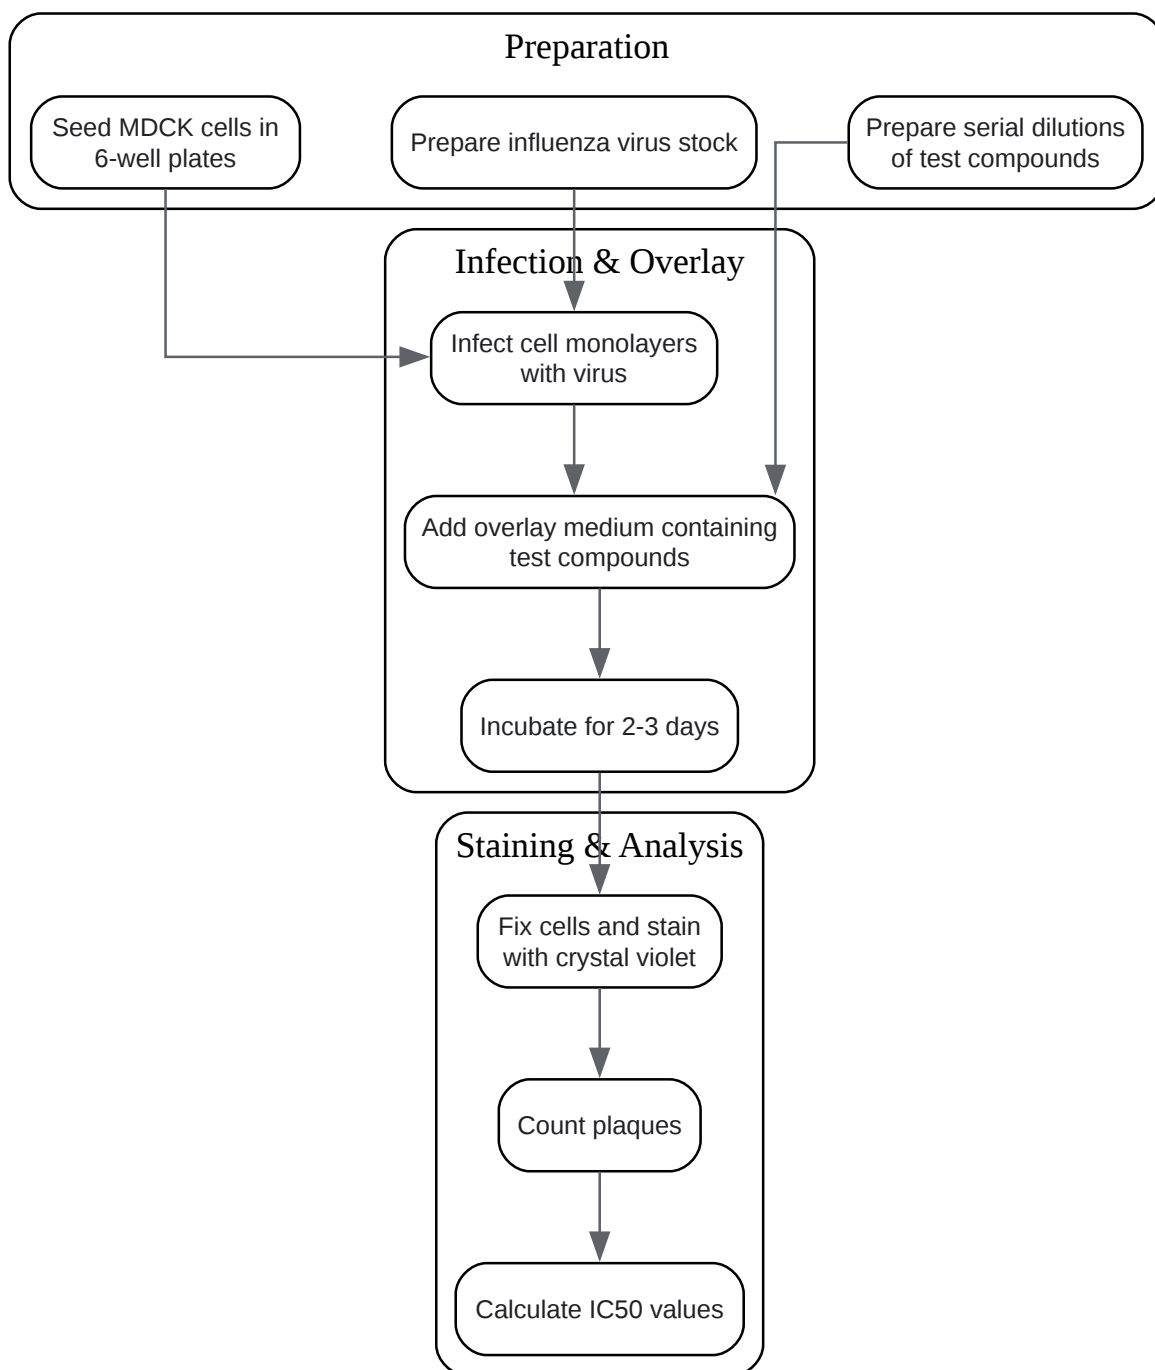 Preparation
Seed MDCK cells in
6-well plates
Prepare influenza virus stock
Prepare serial dilutions
of test compounds
Infection & Overlay
Infect cell monolayers
with virus
Add overlay medium containing
test compounds
Incubate for 2-3 days
Staining & Analysis
Fix cells and stain
with crystal violet
Count plaques
Calculate IC50 values